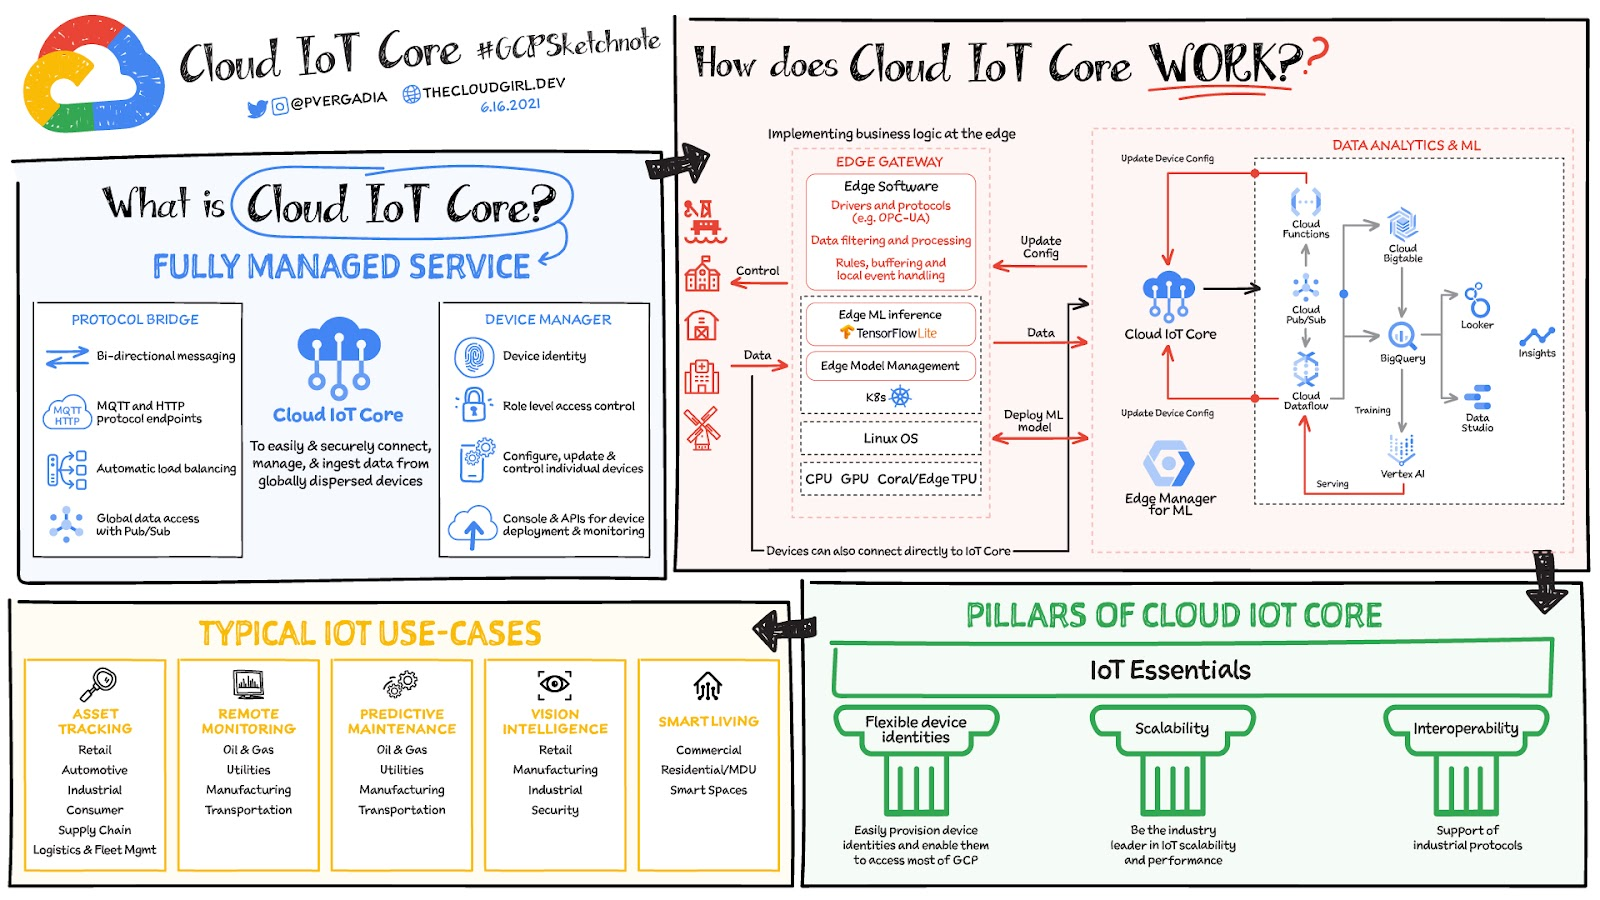 Cloud IoT Core #GCPSketchnote
@PVERGADIA THECLOUDGIRL.DEV
6.16.2021
What is Cloud IoT Core?
FULLY MANAGED SERVICE
PROTOCOL BRIDGE
Bi-directional messaging
MQTT
HTTP
MQTT and HTTP
protocol endpoints
Automatic load balancing
Global data access
with Pub/Sub
Cloud IoT Core
To easily & securely connect,
manage, & ingest data from
globally dispersed devices
DEVICE MANAGER
Device identity
Role level access control
Configure, update &
control individual devices
Console & APIs for device
deployment & monitoring
How does Cloud IoT Core WORK??
Implementing business logic at the edge
Control
Data
EDGE GATEWAY
Edge Software
Drivers and protocols
(e.g. OPC-UA)
Data filtering and processing
Rules, buffering and
local event handling
Edge ML inference
TensorFlow Lite
Edge Model Management
K8s
Linux OS
CPU GPU Coral/Edge TPU
Devices can also connect directly to IoT Core
Update
Config
Data
Deploy ML
model
Update Device Config
Cloud IoT Core
Update Device Config
Edge Manager
for ML
DATA ANALYTICS & ML
Cloud
Functions
Cloud
Pub/Sub
Cloud
Dataflow
Cloud
Bigtable
BigQuery
Training
Vertex AI
Serving
Looker
Data
Studio
Insights
PILLARS OF CLOUD IOT CORE
IoT Essentials
Flexible device
identities
Easily provision device
identities and enable them
to access most of GCP
Scalability
Be the industry
leader in IoT scalability
and performance
Interoperability
Support of
industrial protocols
TYPICAL IOT USE-CASES
ASSET
TRACKING
Retail
Automotive
Industrial
Consumer
Supply Chain
Logistics & Fleet Mgmt
REMOTE
MONITORING
Oil & Gas
Utilities
Manufacturing
Transportation
PREDICTIVE
MAINTENANCE
Oil & Gas
Utilities
Manufacturing
Transportation
VISION
INTELLIGENCE
Retail
Manufacturing
Industrial
Security
SMART LIVING
Commercial
Residential/MDU
Smart Spaces